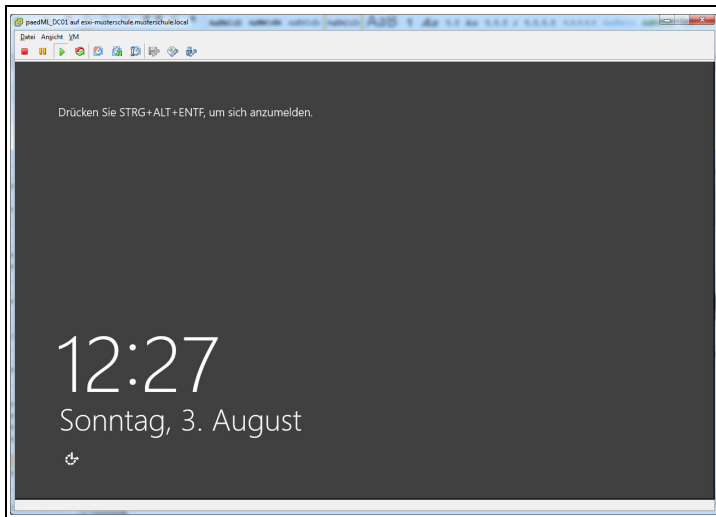 paedML_DC01 auf esxi-musterschule.musterschule.local
Datei Ansicht VM
Drücken Sie STRG+ALT+ENTF, um sich anzumelden.
12:27
Sonntag, 3. August